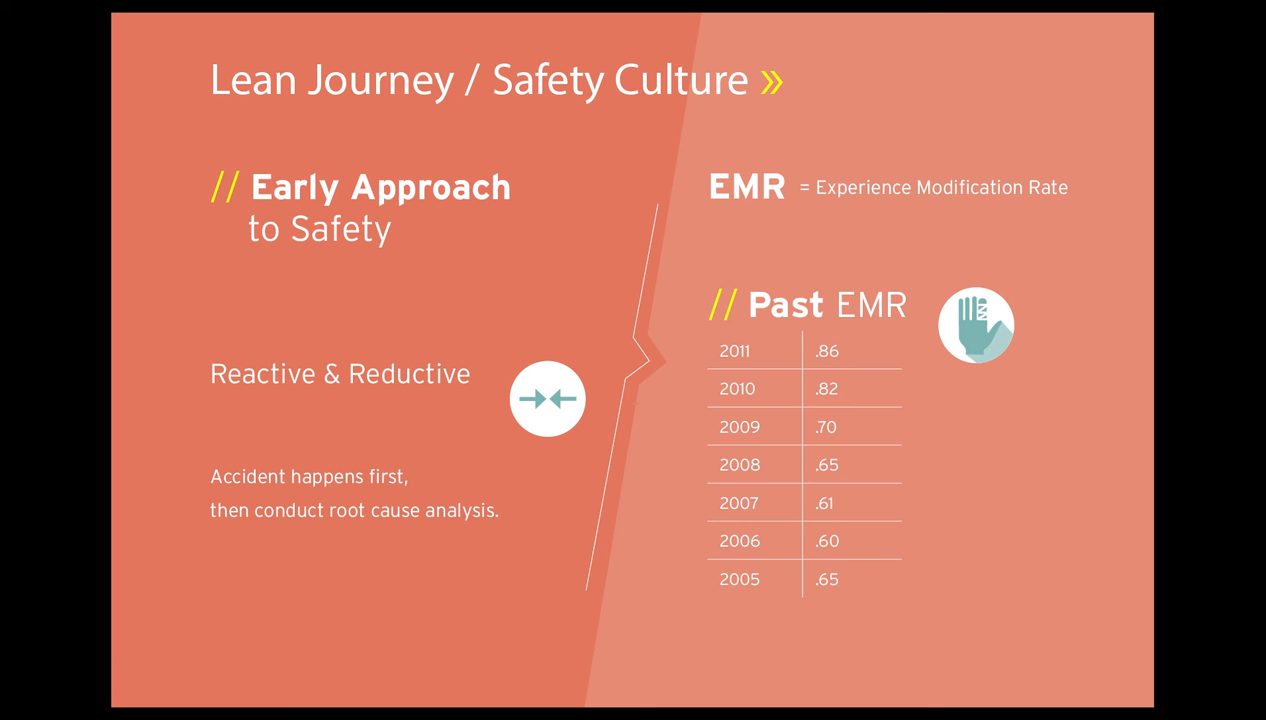 Lean Journey / Safety Culture »
// Early Approach
to Safety
Reactive & Reductive
Accident happens first,
then conduct root cause analysis.
EMR = Experience Modification Rate
// Past EMR
2011 .86
2010 .82
2009 .70
2008 .65
2007 .61
2006 .60
2005 .65